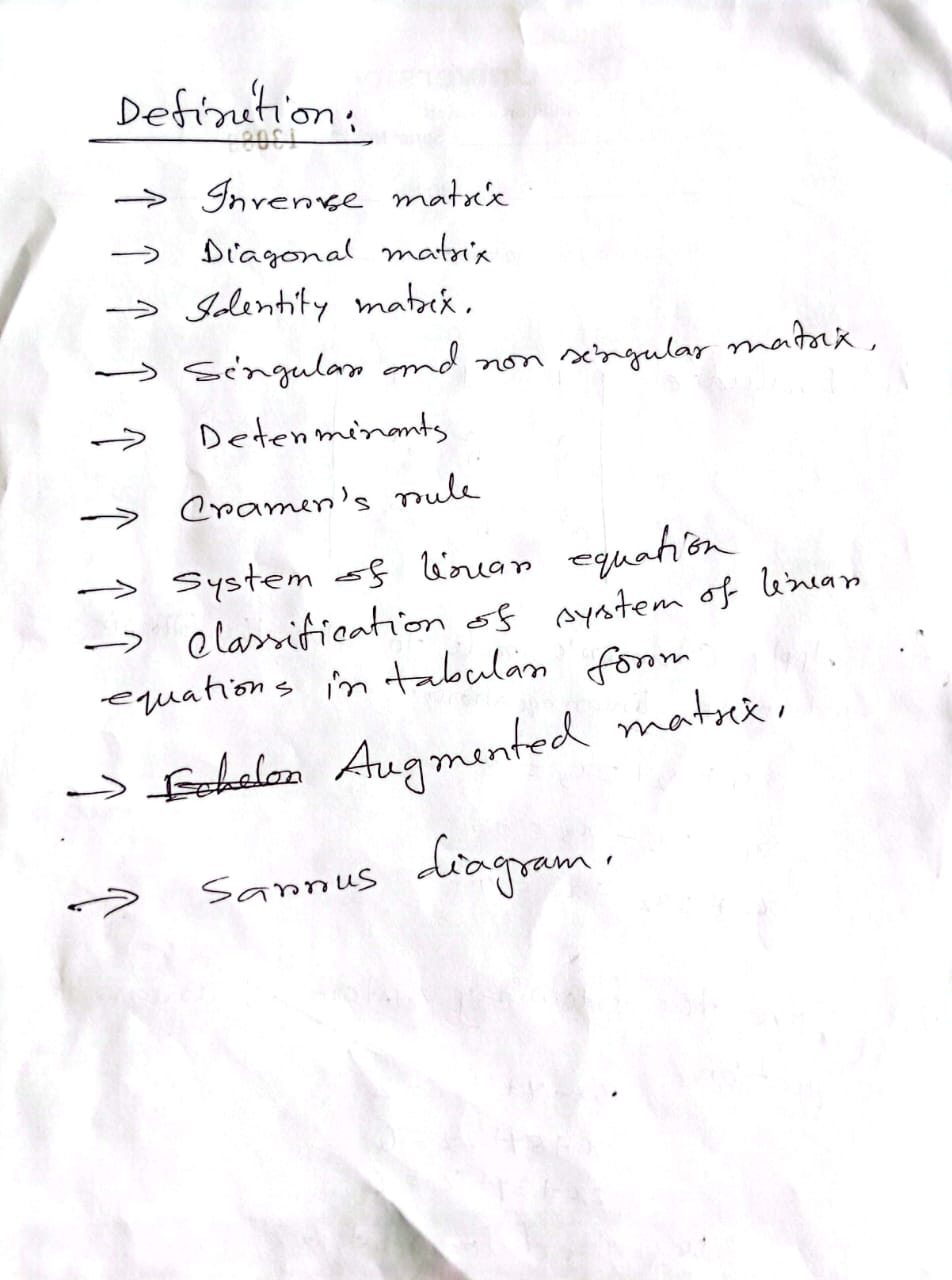 Definition:
→ Inverse matrix
→ Diagonal matrix
→ Identity matrix.
→ Singular and non singular matrix,
→ Determinants
→ Cramer's rule
→ System of linear equation
→ Classification of system of linear
equations in tabular form
→ Echelon Augmented matrix,
→ Sarrus diagram.